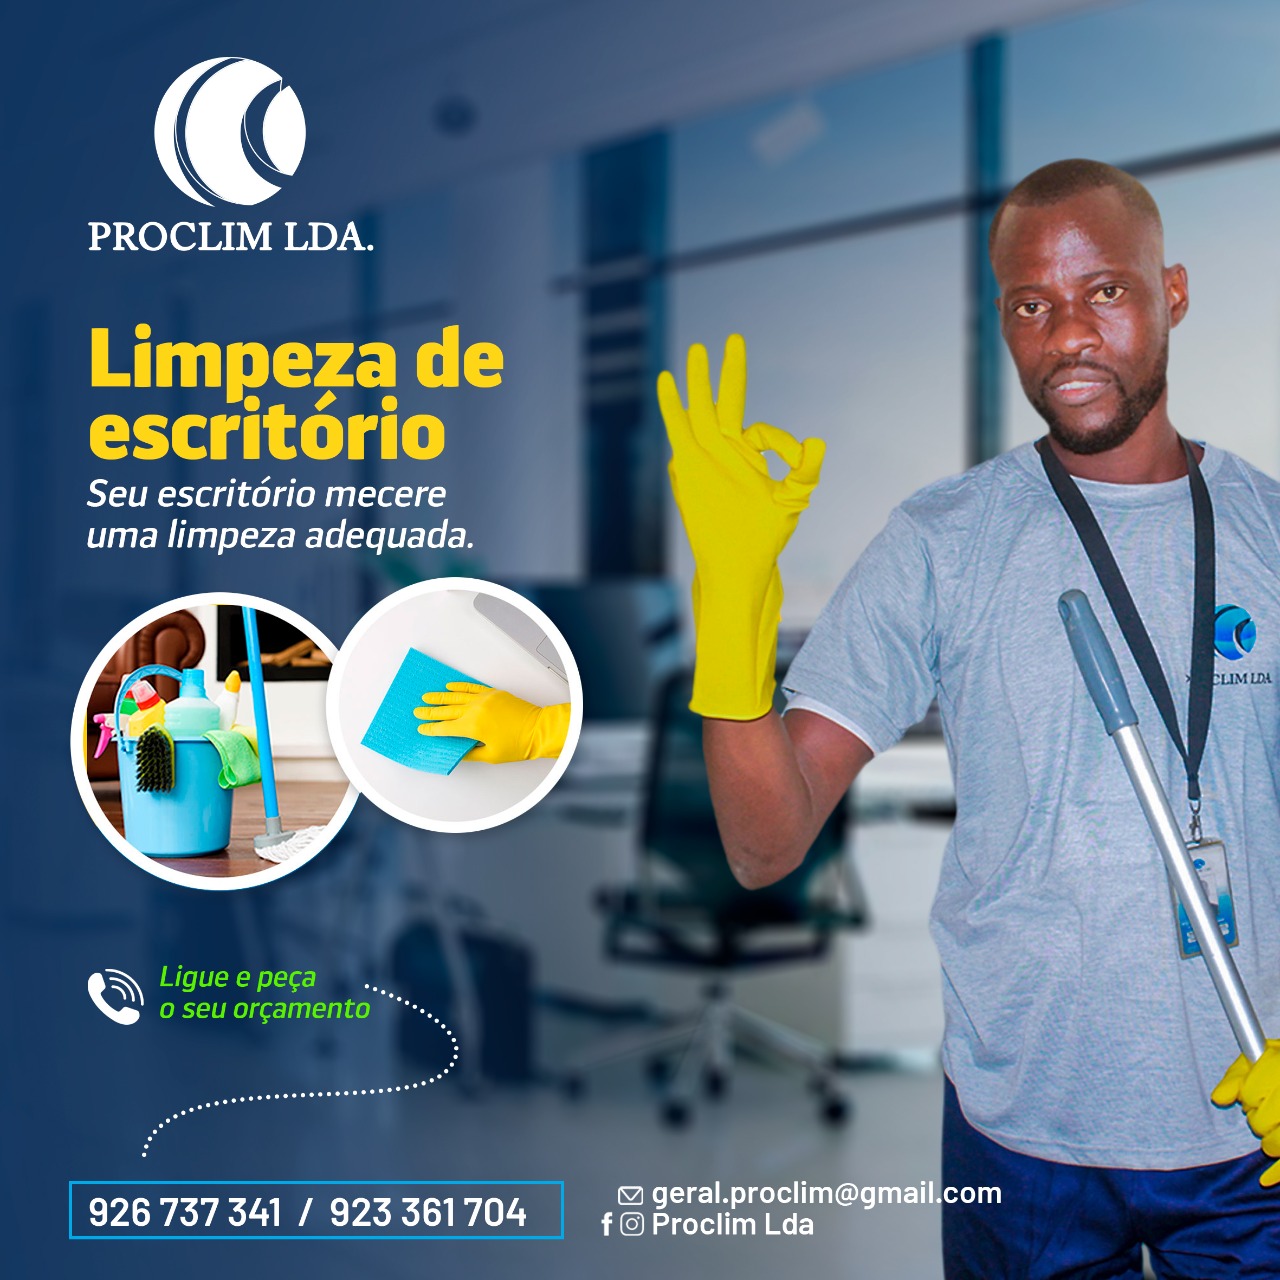 PROCLIM LDA.
Limpeza de
escritório
Seu escritório mecere
uma limpeza adequada.
CLIM LDA
Ligue e peça
o seu orçamento
926 737 341 / 923 361 704
geral.proclim@gmail.com
Proclim Lda